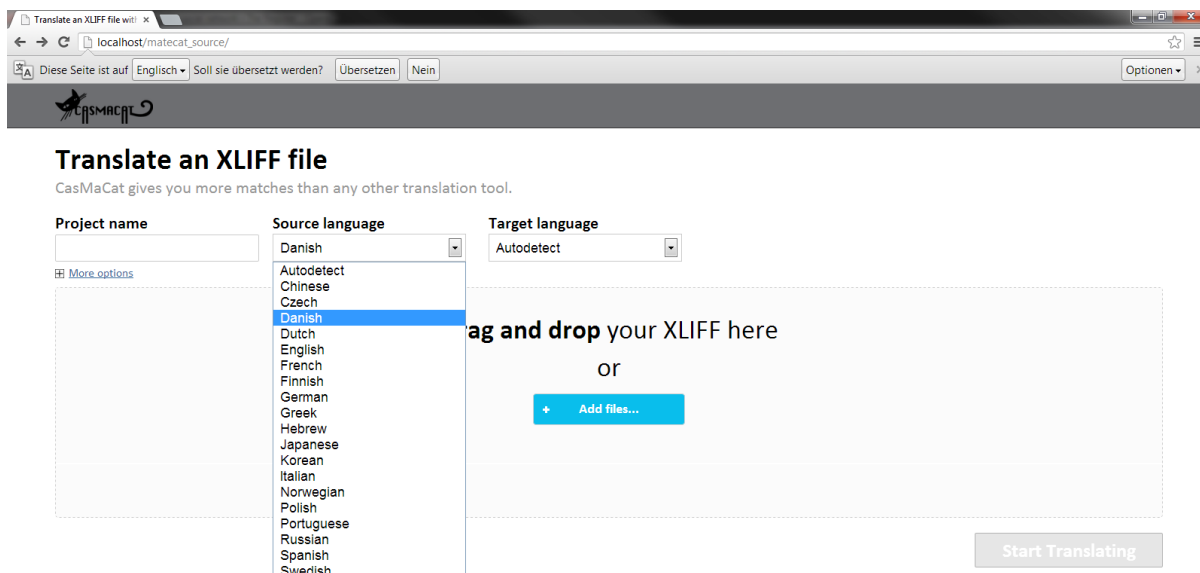 Translate an XLIFF file with
localhost/matecat_source/
Diese Seite ist auf Englisch Soll sie übersetzt werden? Übersetzen Nein Optionen
CASMACAT
Translate an XLIFF file
CasMaCat gives you more matches than any other translation tool.
Project name Source language Target language
Danish Autodetect
More options
Autodetect
Chinese
Czech
Danish
Dutch
English
French
Finnish
German
Greek
Hebrew
Japanese
Korean
Italian
Norwegian
Polish
Portuguese
Russian
Spanish
Swedish
rag and drop your XLIFF here
or
+ Add files...
Start Translating